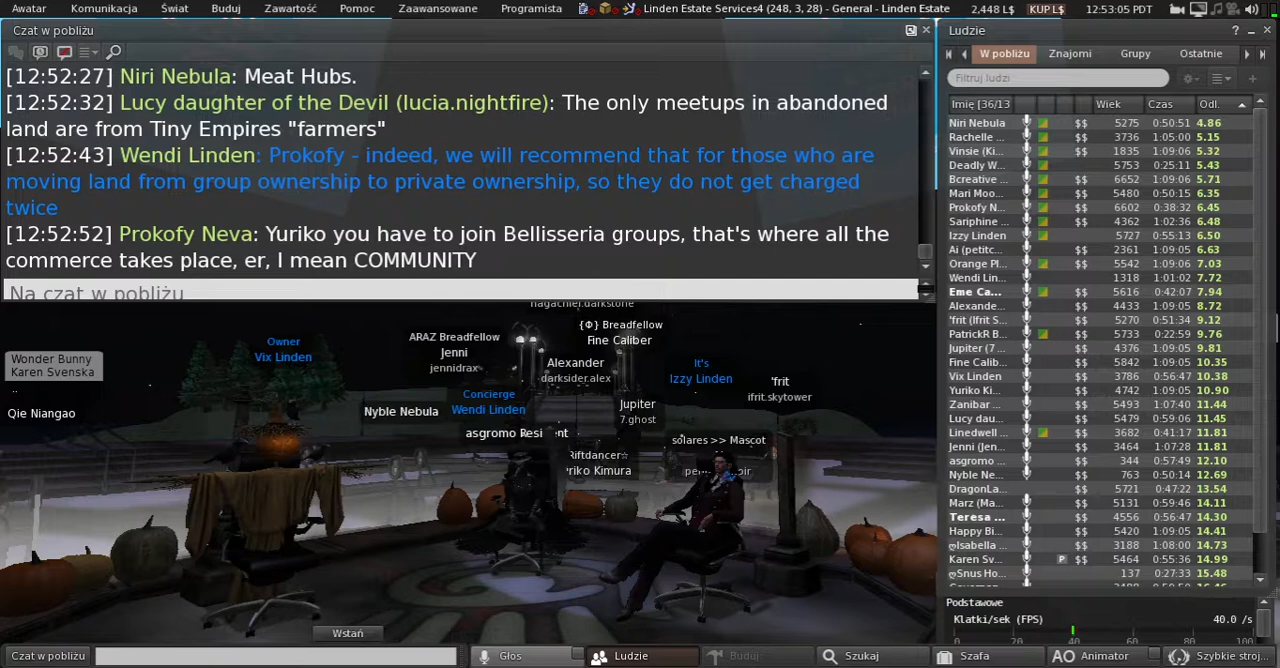 Awatar Komunikacja Świat Buduj Zawartość Pomoc Zaawansowane Programista Linden Estate Services4 (248, 3, 28) - General - Linden Estate 2,448 L$ KUP L$ 12:53:05 PDT
Czat w pobliżu
[12:52:27] Niri Nebula: Meat Hubs.
[12:52:32] Lucy daughter of the Devil (lucia.nightfire): The only meetups in abandoned
land are from Tiny Empires "farmers"
[12:52:43] Wendi Linden: Prokofy - indeed, we will recommend that for those who are
moving land from group ownership to private ownership, so they do not get charged
twice
[12:52:52] Prokofy Neva: Yuriko you have to join Bellisseria groups, that's where all the
commerce takes place, er, I mean COMMUNITY
Na czat w pobliżu
Ludzie
? _ ×
W pobliżu Znajomi Grupy Ostatnie
Filtruj ludzi
Imię [36/13 Wiek Czas Odl.
Niri Nebula 5275 0:50:51 4.86
Rachelle ... $$ 3736 1:05:00 5.15
Vinsie (Ki... $$ 1835 1:09:06 5.32
Deadly W... 5753 0:25:11 5.43
Bcreative ... $$ 6652 1:09:06 5.71
Mari Moo... $$ 5480 0:50:15 6.35
Prokofy N... $$ 6602 0:38:32 6.45
Sariphine ... $$ 4362 1:02:36 6.48
Izzy Linden 5727 0:55:13 6.50
Ai (petitc... $$ 2361 1:09:05 6.63
Orange Pl... $$ 5542 1:09:06 7.03
Wendi Lin... 1318 1:01:02 7.72
Eme Ca... $$ 5616 0:42:07 7.94
Alexande... $$ 4433 1:09:05 8.72
'frit (Ifrit S... $$ 5270 0:51:34 9.12
PatrickR B... $$ 5733 0:22:59 9.76
Jupiter (7 ... $$ 4376 1:09:05 9.81
Fine Calib... $$ 5842 1:09:05 10.35
Vix Linden $$ 3786 0:56:47 10.38
Yuriko Ki... $$ 4742 1:09:05 10.90
Zanibar ... $$ 5493 1:07:40 11.44
Lucy dau... $$ 5479 0:59:06 11.45
Linedwell ... $$ 3682 0:41:17 11.81
Jenni (Jen... $$ 3464 1:07:28 11.81
asgromo ... $$ 344 0:57:49 12.10
Nyble Ne... $$ 763 0:50:14 12.69
DragonLa... $$ 5721 0:47:22 13.54
Marz (Ma... $$ 5131 0:59:46 14.11
Teresa ... $$ 4556 0:56:47 14.30
Happy Bi... $$ 5420 1:09:05 14.41
ღIsabella ... $$ 3188 1:08:00 14.73
Karen Sv... P $$ 5464 0:55:36 14.99
ღSnus Ho... $$ 137 0:27:33 15.48
Podstawowe
Klatki/sek (FPS) 40.0 /s
0 20 40 60 80 100
nagachief.darkstone
{Φ} Breadfellow
Fine Caliber
ARAZ Breadfellow
Jenni
jennidrax
Owner
Vix Linden
Wonder Bunny
Karen Svenska
Alexander
darksider.alex
It's
Izzy Linden
'frit
ifrit.skytower
Concierge
Wendi Linden
Jupiter
7.ghost
Qie Niangao
Nyble Nebula
asgromo
solares >> Mascot
Riftdancer☆
Kimura
Wstań
Czat w pobliżu Głos Ludzie Buduj Szukaj Szafa AO Animator Szybkie stroj...